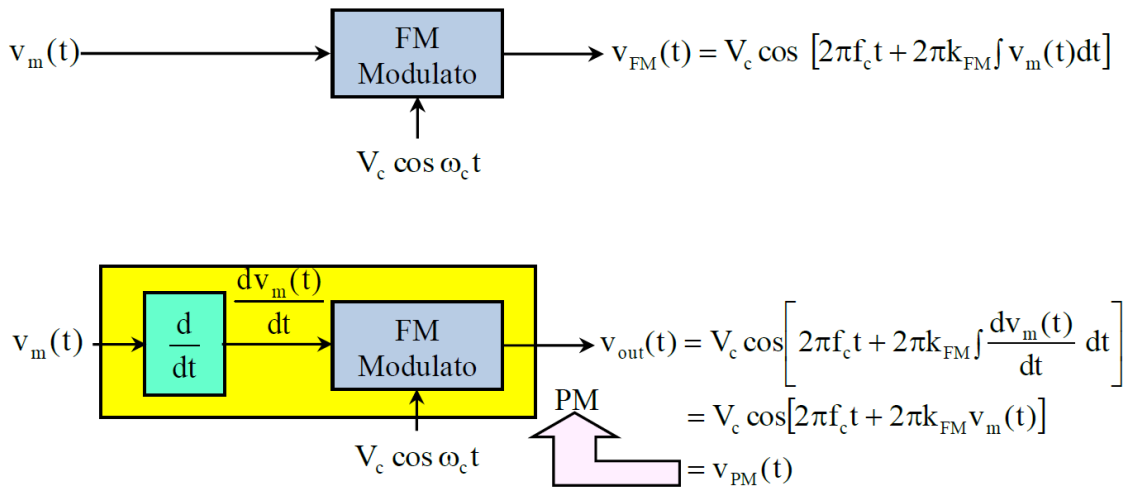 v_m(t)
FM
Modulato
v_FM(t) = V_c cos [2πf_c t + 2πk_FM ∫ v_m(t)dt]
V_c cos ω_c t
v_m(t)
d
dt
dv_m(t)
dt
FM
Modulato
V_c cos ω_c t
v_out(t) = V_c cos[2πf_c t + 2πk_FM ∫ dv_m(t)/dt dt]
PM
= V_c cos[2πf_c t + 2πk_FM v_m(t)]
= v_PM(t)